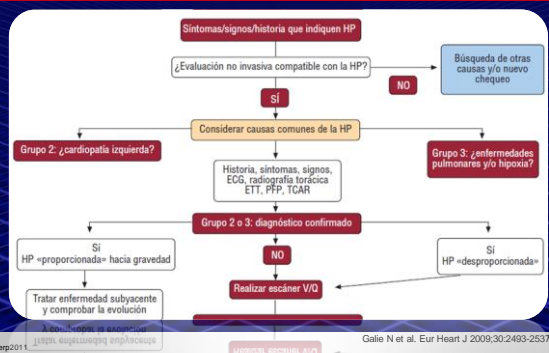 Síntomas/signos/historia que indiquen HP
¿Evaluación no invasiva compatible con la HP?
Búsqueda de otras
causas y/o nuevo
chequeo
NO
SÍ
Considerar causas comunes de la HP
Grupo 2: ¿cardiopatía izquierda?
Grupo 3: ¿enfermedades
pulmonares y/o hipoxia?
Historia, síntomas, signos,
ECG, radiografía torácica
ETT, PFP, TCAR
Grupo 2 o 3: diagnóstico confirmado
Sí
HP «proporcionada» hacia gravedad
NO
Sí
HP «desproporcionada»
Realizar escáner V/Q
Tratar enfermedad subyacente
y comprobar la evolución
Galie N et al. Eur Heart J 2009;30:2493-2537
erp2011